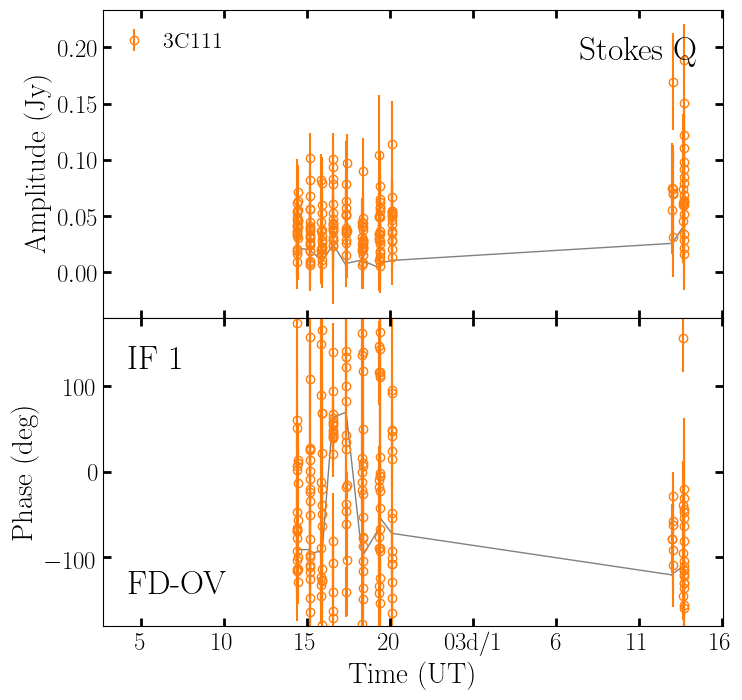 3C111
Stokes Q
Amplitude (Jy)
0.20
0.15
0.10
0.05
0.00
IF 1
Phase (deg)
100
0
−100
FD-OV
5 10 15 20 03d/1 6 11 16
Time (UT)